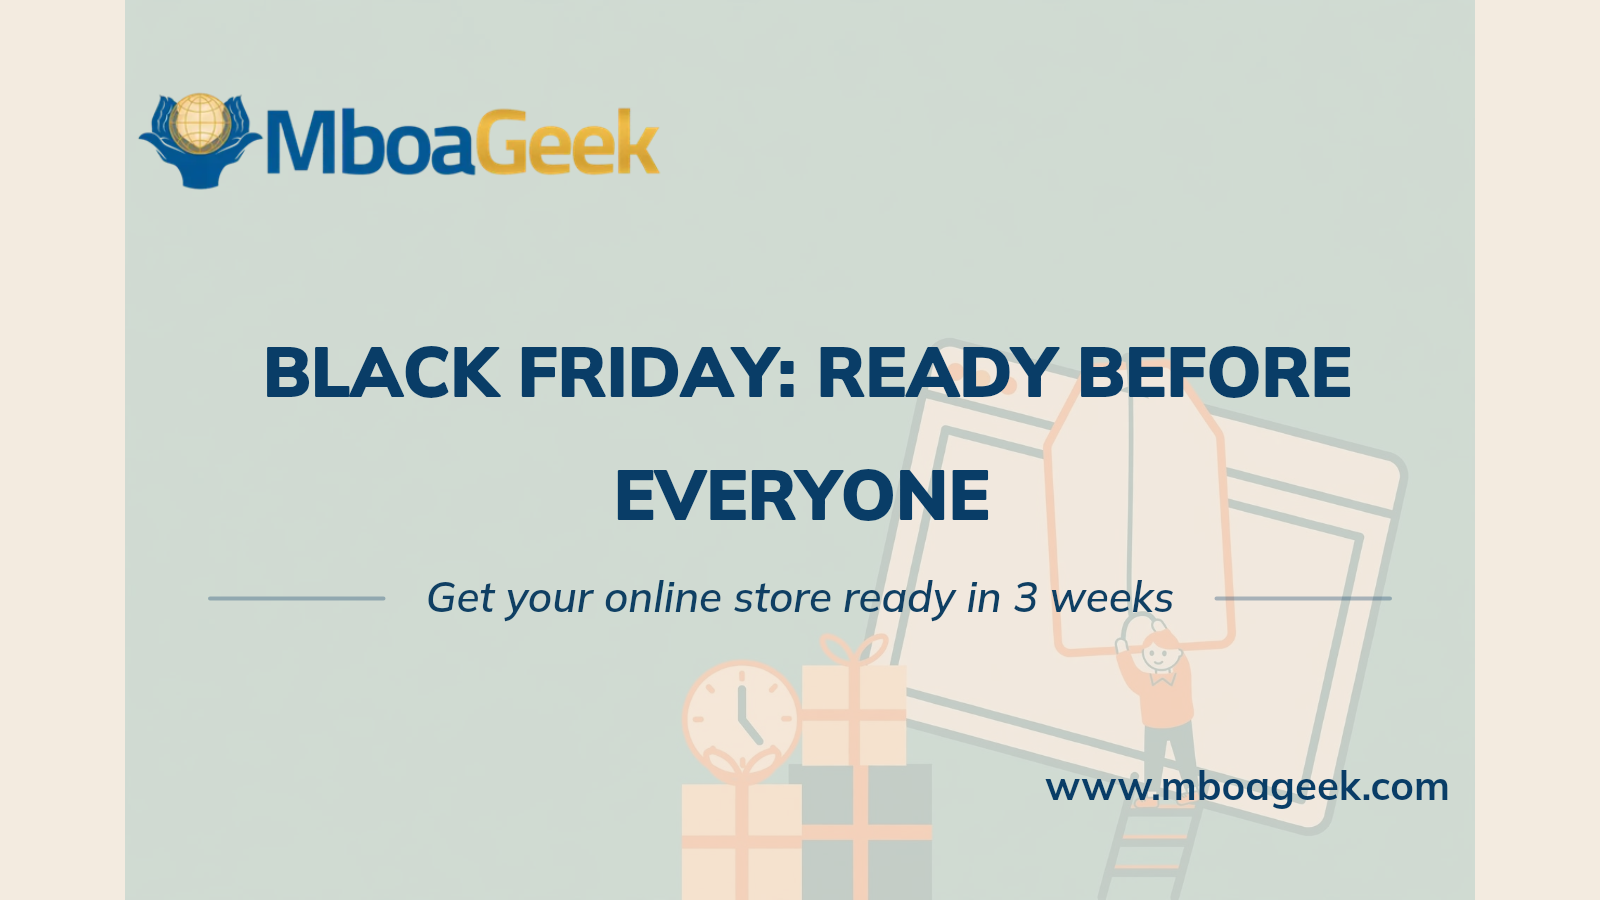 MboaGeek
BLACK FRIDAY: READY BEFORE
EVERYONE
Get your online store ready in 3 weeks
www.mboageek.com